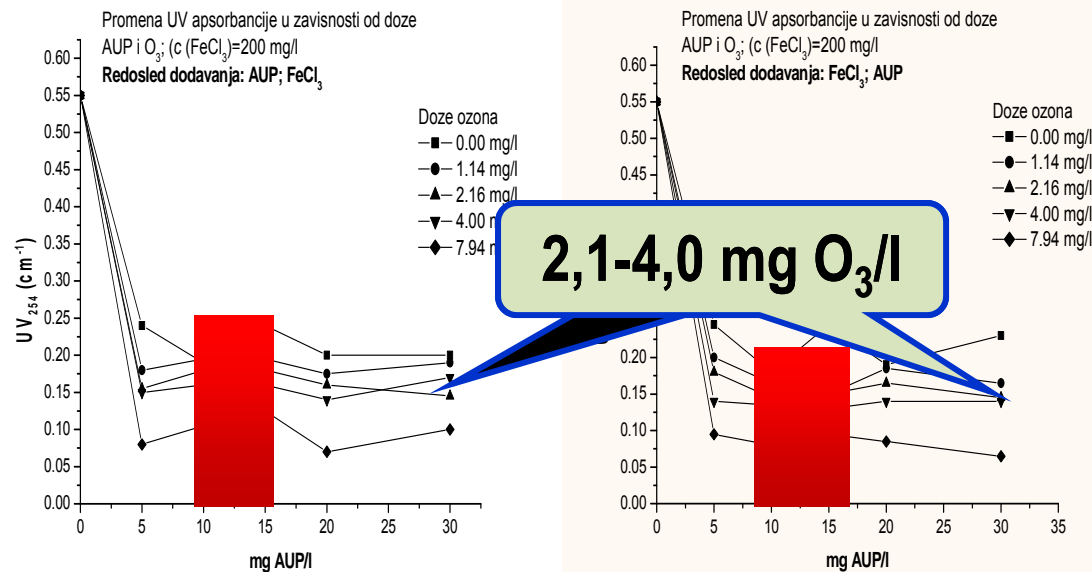 Promena UV apsorbancije u zavisnosti od doze
AUP i O₃; (c (FeCl₃)=200 mg/l
Redosled dodavanja: AUP; FeCl₃
Doze ozona
0.00 mg/l
1.14 mg/l
2.16 mg/l
4.00 m
7.94 m
0.60
0.55
0.50
0.45
0.40
0.35
0.30
0.25
0.20
0.15
0.10
0.05
0.00
UV₂₅₄ (cm⁻¹)
0 5 10 15 20 25 30
mg AUP/l
2,1-4,0 mg O₃/l
Promena UV apsorbancije u zavisnosti od doze
AUP i O₃; (c (FeCl₃)=200 mg/l
Redosled dodavanja: FeCl₃; AUP
Doze ozona
0.00 mg/l
1.14 mg/l
2.16 mg/l
4.00 mg/l
7.94 mg/l
0.60
0.55
0.50
0.45
0.20
0.15
0.10
0.05
0.00
0 5 10 15 20 25 30 35
mg AUP/l